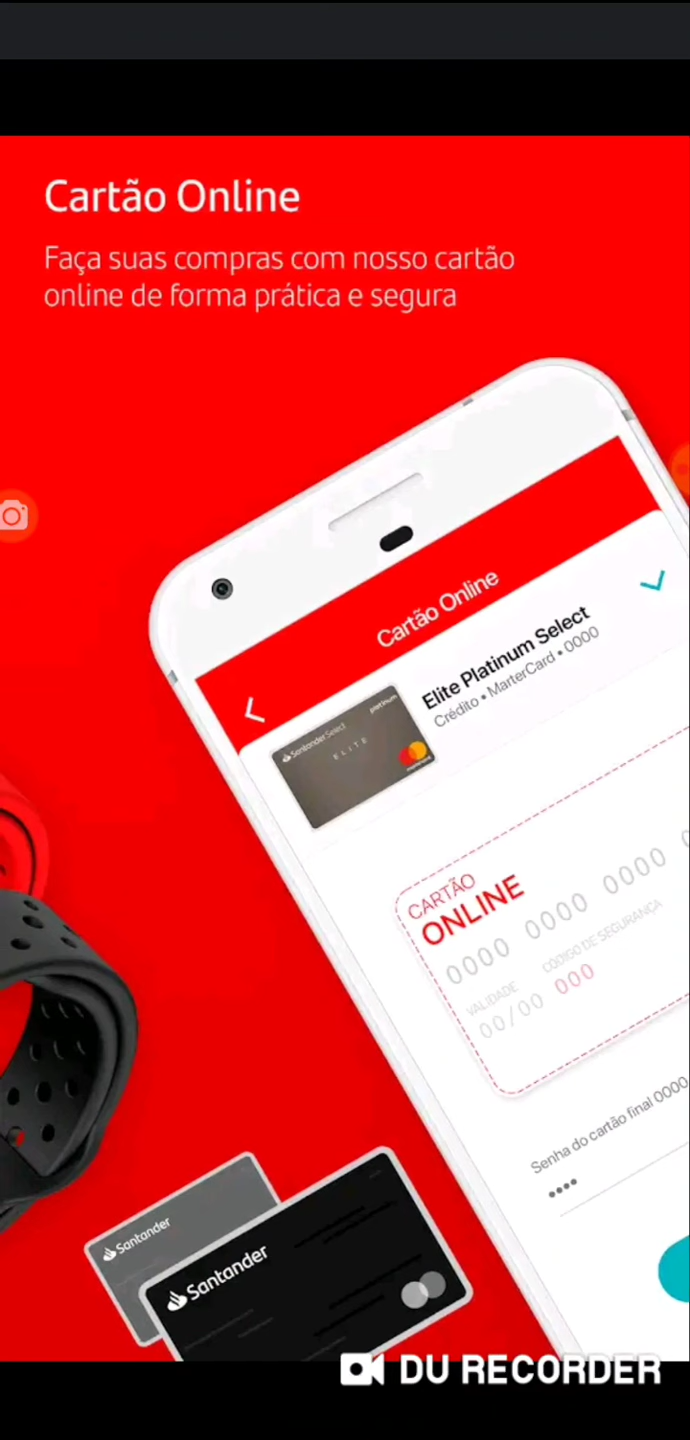 Cartão Online
Faça suas compras com nosso cartão
online de forma prática e segura
Cartão Online
Elite Platinum Select
Crédito • MarterCard • 0000
Santander Select
platinum
ELITE
mastercard
CARTÃO
ONLINE
0000 0000 0000
VALIDADE
CÓDIGO DE SEGURANÇA
00/00
000
Senha do cartão final 0000
••••
Santander
Santander
DU RECORDER